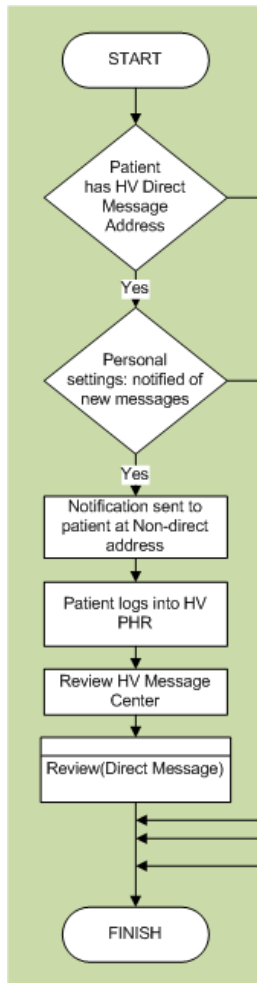 START
Patient
has HV Direct
Message
Address
Yes
Personal
settings: notified of
new messages
Yes
Notification sent to
patient at Non-direct
address
Patient logs into HV
PHR
Review HV Message
Center
Review(Direct Message)
FINISH